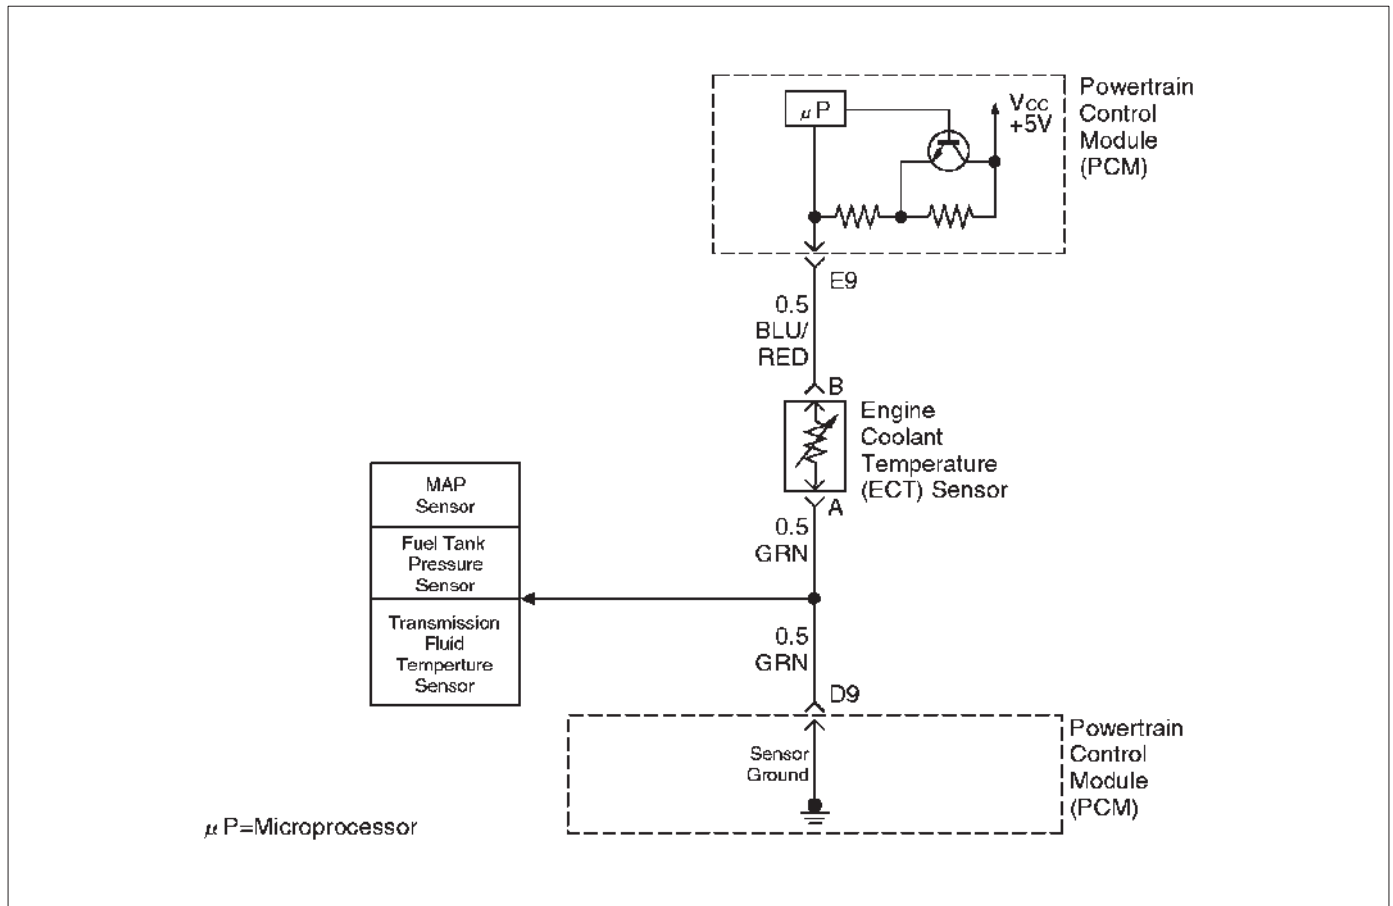 Powertrain
Control
Module
(PCM)
μP
Vcc
+5V
E9
0.5
BLU/
RED
B
Engine
Coolant
Temperature
(ECT) Sensor
A
0.5
GRN
MAP
Sensor
Fuel Tank
Pressure
Sensor
Transmission
Fluid
Temperture
Sensor
0.5
GRN
D9
Sensor
Ground
Powertrain
Control
Module
(PCM)
μP=Microprocessor